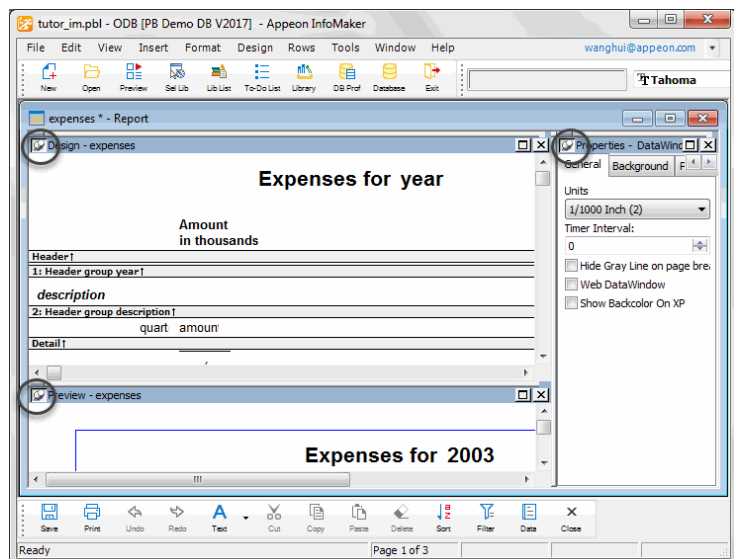 tutor_im.pbl - ODB [PB Demo DB V2017] - Appeon InfoMaker
File Edit View Insert Format Design Rows Tools Window Help wanghui@appeon.com
New Open Preview Sel Lib Lib List To-Do List Library DB Prof Database Exit Tahoma
expenses * - Report
Design - expenses
Properties - DataWind
Expenses for year
Amount
in thousands
Header↑
1: Header group year↑
description
2: Header group description↑
quart amoun
Detail↑
General Background F
Units
1/1000 Inch (2)
Timer Interval:
0
Hide Gray Line on page brea
Web DataWindow
Show Backcolor On XP
Preview - expenses
Expenses for 2003
Save Print Undo Redo Text Cut Copy Paste Delete Sort Filter Data Close
Ready Page 1 of 3